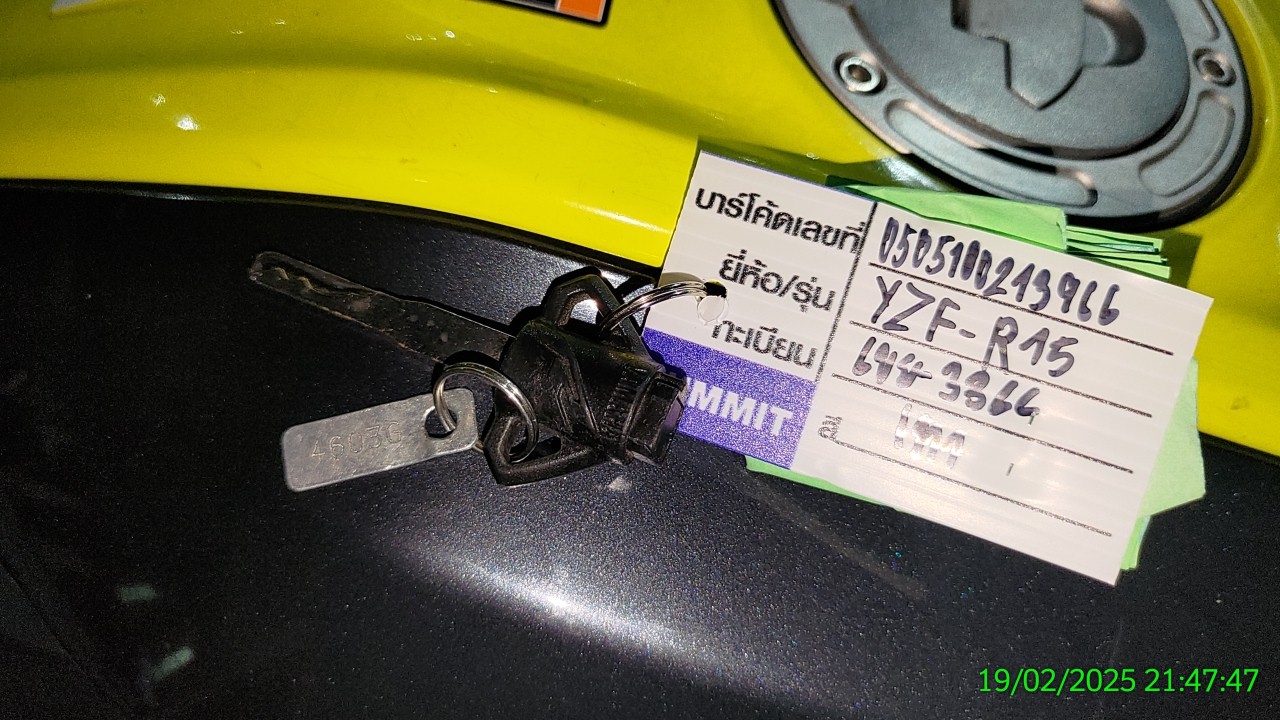 บาร์โค้ดเลขที่ 0505100213966
ยี่ห้อ/รุ่น YZF-R15
ทะเบียน
MMIT
สี
46030
19/02/2025 21:47:47